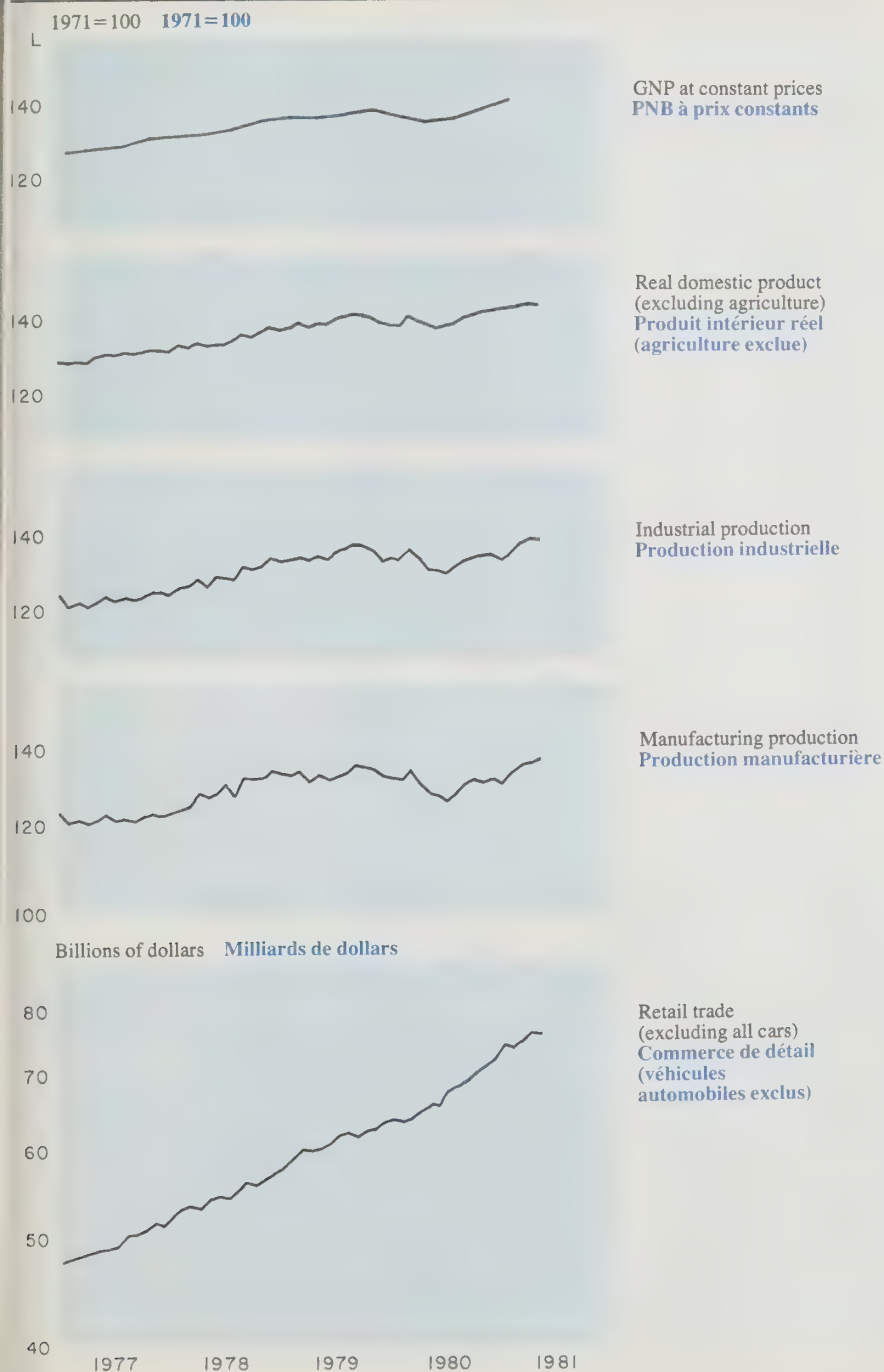 1971=100 1971=100
L
140
120
GNP at constant prices
PNB à prix constants
140
120
Real domestic product
(excluding agriculture)
Produit intérieur réel
(agriculture exclue)
140
120
Industrial production
Production industrielle
140
120
100
Manufacturing production
Production manufacturière
Billions of dollars Milliards de dollars
80
70
60
50
40
Retail trade
(excluding all cars)
Commerce de détail
(véhicules
automobiles exclus)
1977 1978 1979 1980 1981